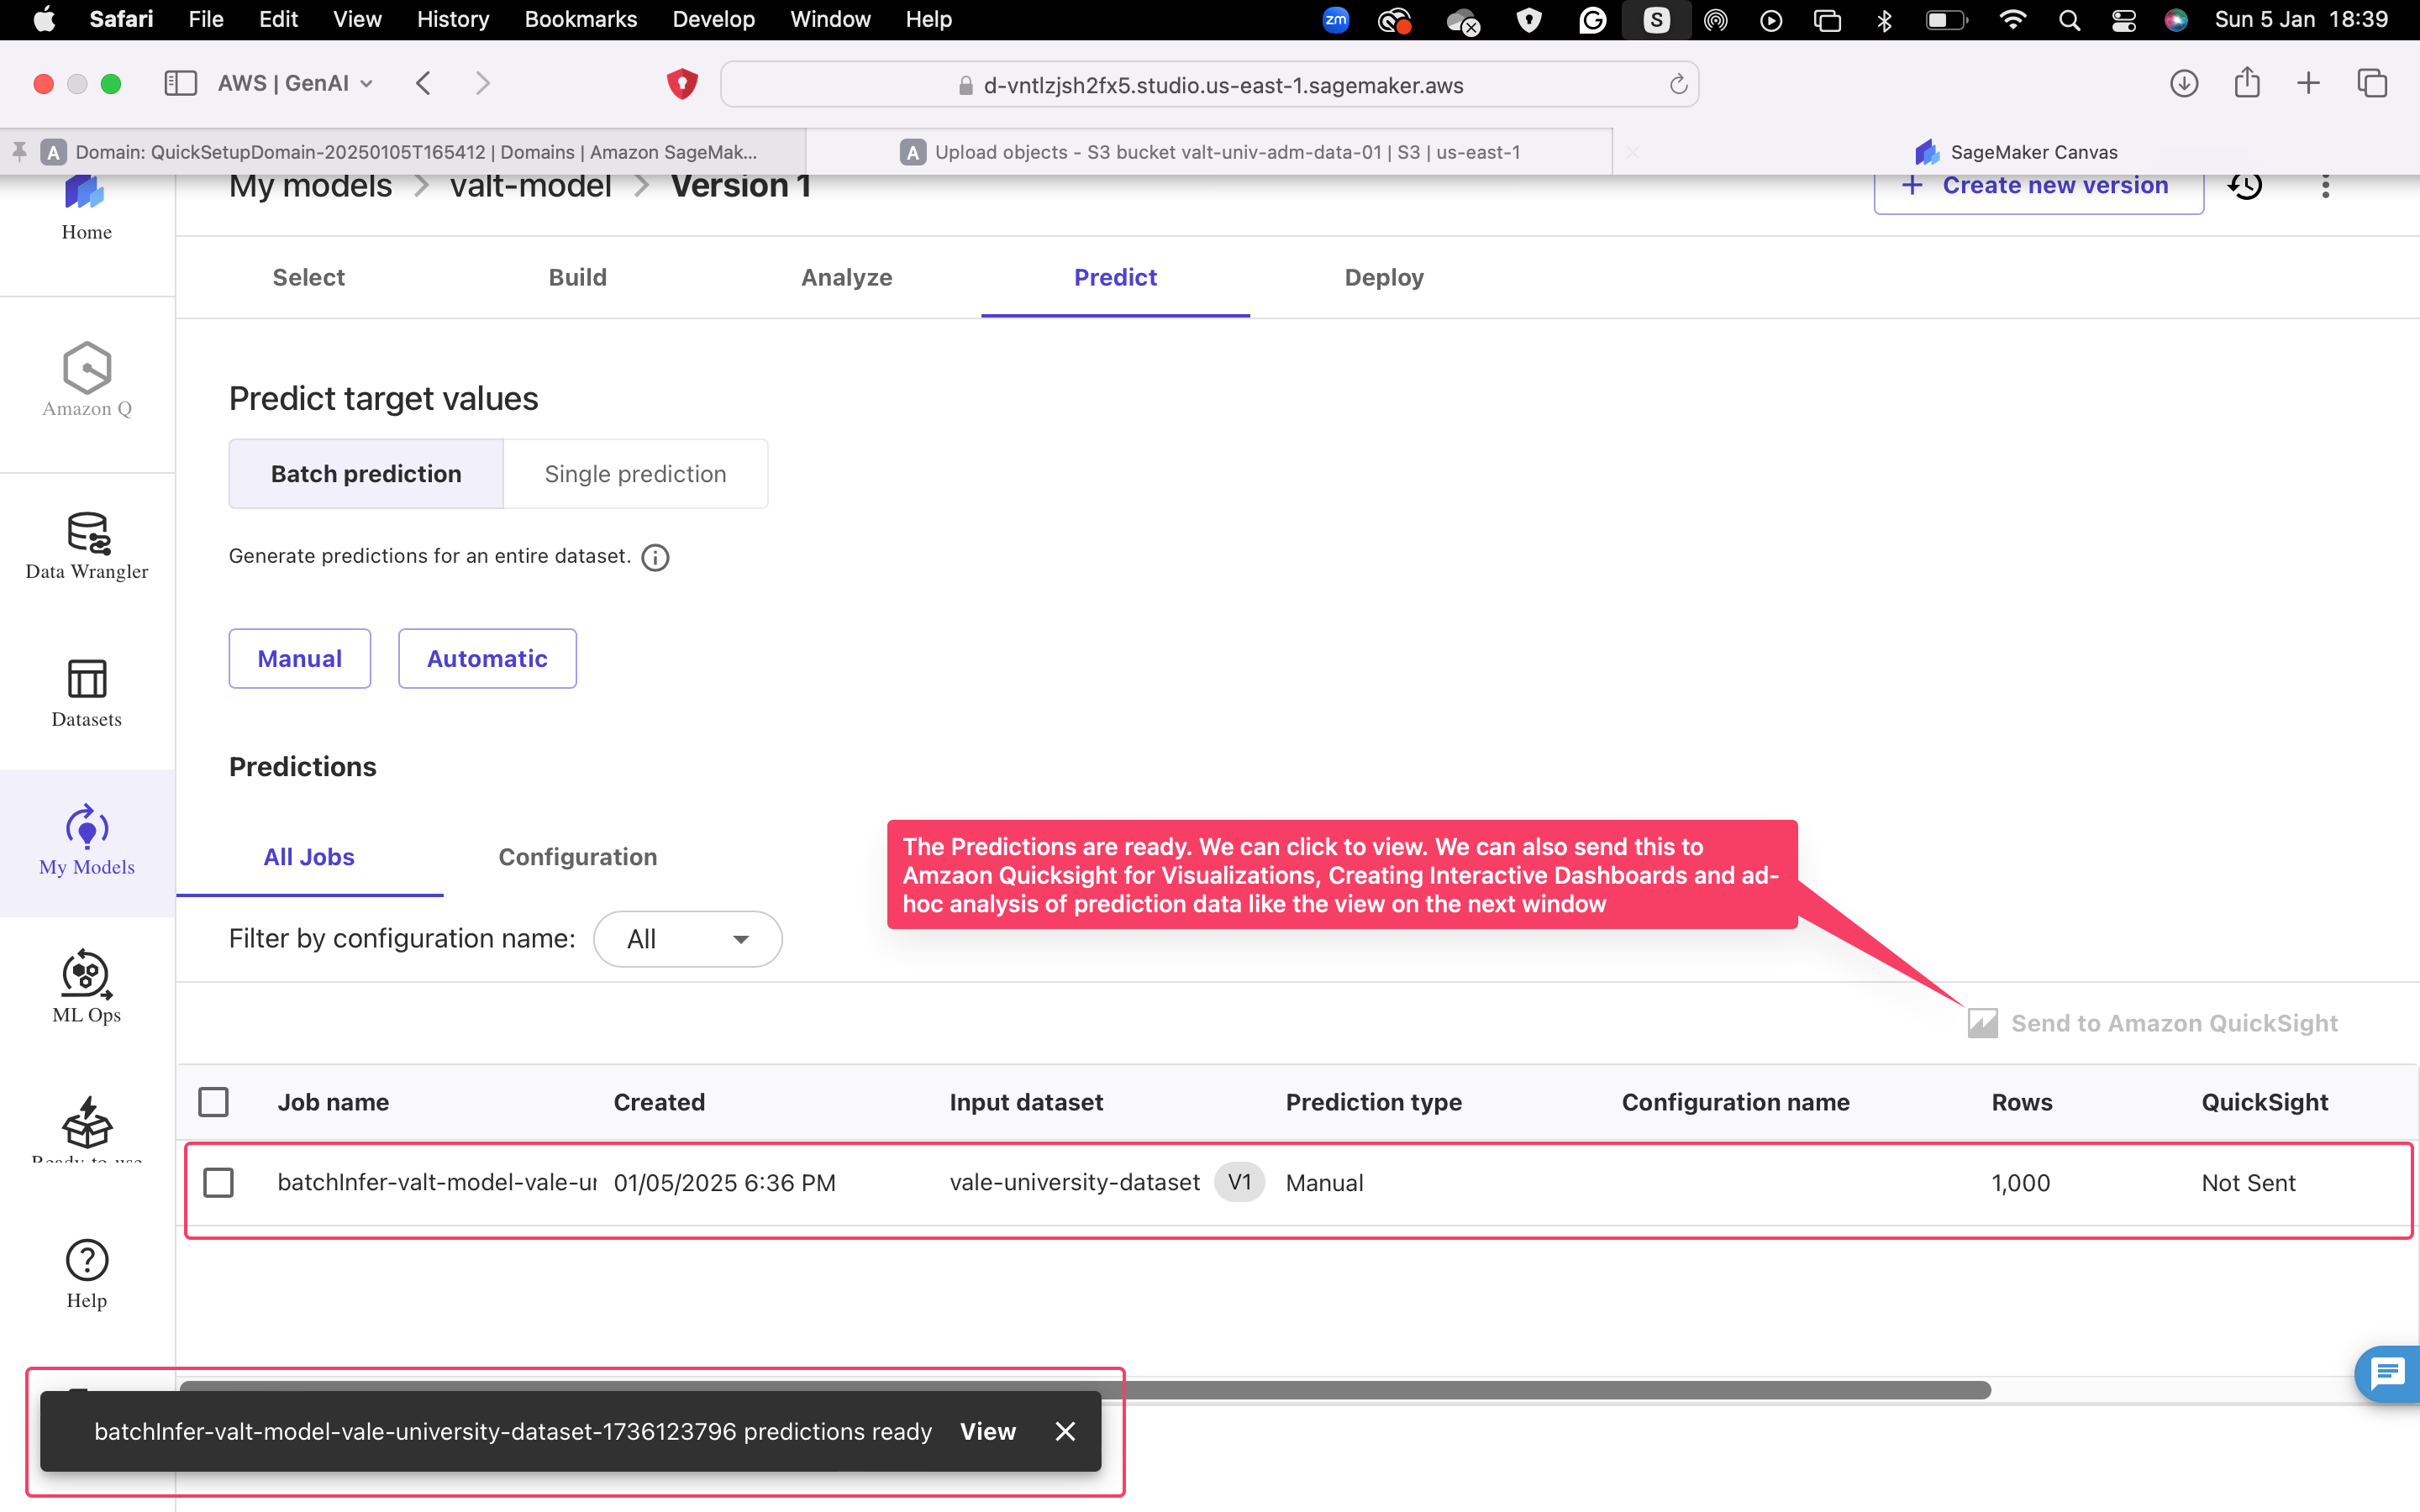 Safari File Edit View History Bookmarks Develop Window Help zm S Sun 5 Jan 18:39
AWS | GenAI d-vntlzjsh2fx5.studio.us-east-1.sagemaker.aws
A Domain: QuickSetupDomain-20250105T165412 | Domains | Amazon SageMak... A Upload objects - S3 bucket valt-univ-adm-data-01 | S3 | us-east-1 SageMaker Canvas
My models > valt-model > Version 1 + Create new version
Home
Select Build Analyze Predict Deploy
Amazon Q
Predict target values
Batch prediction Single prediction
Generate predictions for an entire dataset.
Data Wrangler
Manual Automatic
Datasets
Predictions
The Predictions are ready. We can click to view. We can also send this to
Amzaon Quicksight for Visualizations, Creating Interactive Dashboards and ad-
hoc analysis of prediction data like the view on the next window
All Jobs Configuration
My Models
Filter by configuration name: All
ML Ops
Send to Amazon QuickSight
Job name Created Input dataset Prediction type Configuration name Rows QuickSight
Ready-to-use
batchInfer-valt-model-vale-ur 01/05/2025 6:36 PM vale-university-dataset V1 Manual 1,000 Not Sent
Help
batchInfer-valt-model-vale-university-dataset-1736123796 predictions ready View